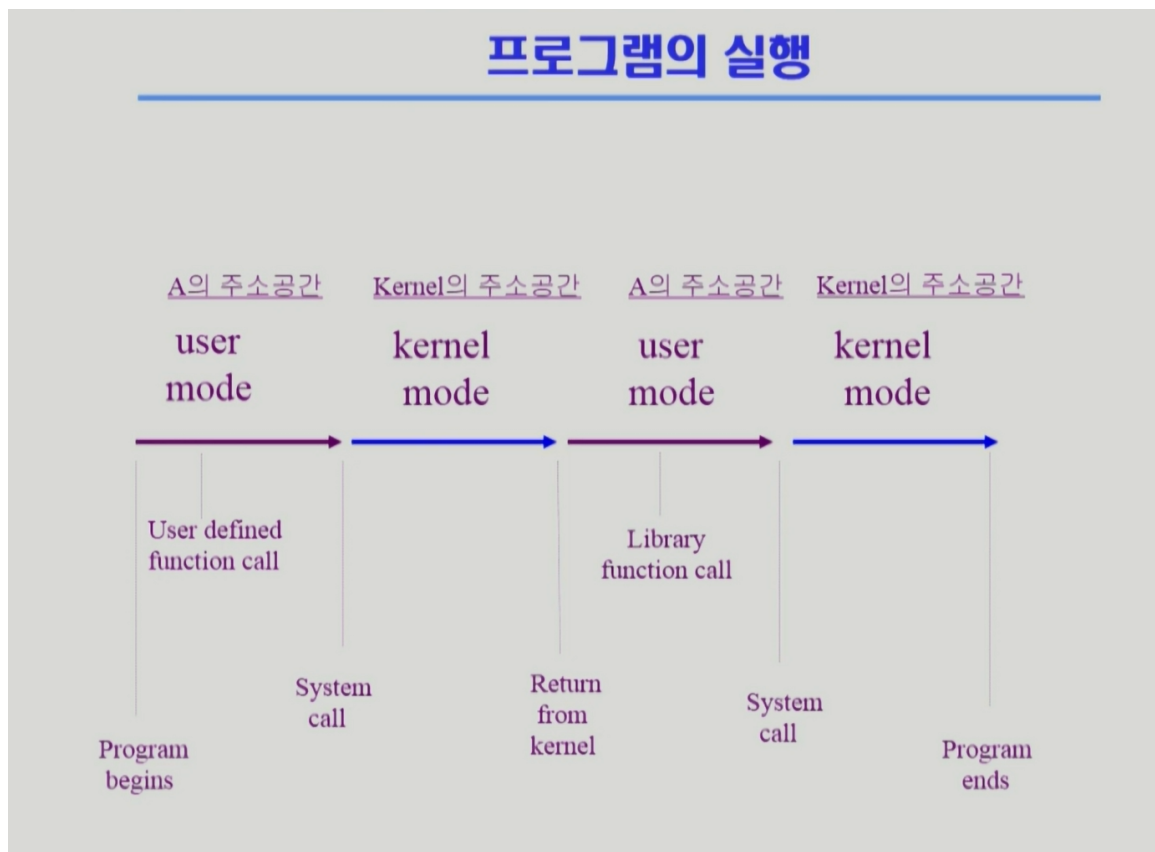 프로그램의 실행
A의 주소공간
Kernel의 주소공간
A의 주소공간
Kernel의 주소공간
user
mode
kernel
mode
user
mode
kernel
mode
User defined
function call
Library
function call
System
call
Return
from
kernel
System
call
Program
begins
Program
ends